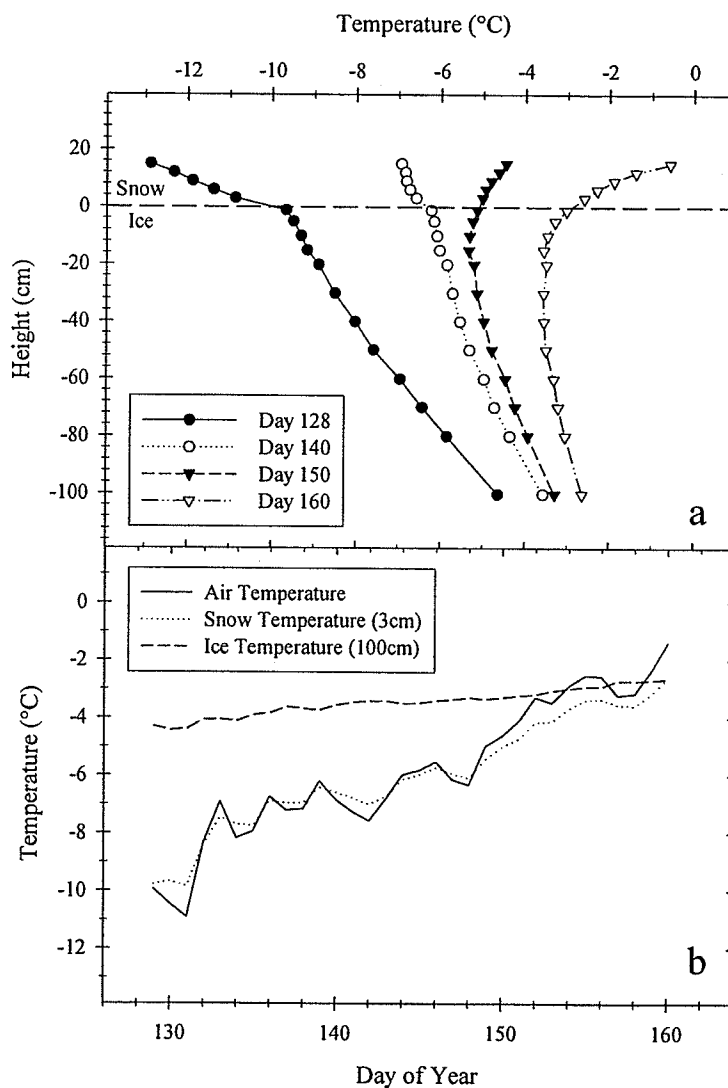 Temperature (°C)
-12 -10 -8 -6 -4 -2 0
20
0
-20
-40
-60
-80
-100
Height (cm)
Snow
Ice
Day 128
Day 140
Day 150
Day 160
a
Air Temperature
Snow Temperature (3cm)
Ice Temperature (100cm)
0
-2
-4
-6
-8
-10
-12
Temperature (°C)
b
130 140 150 160
Day of Year